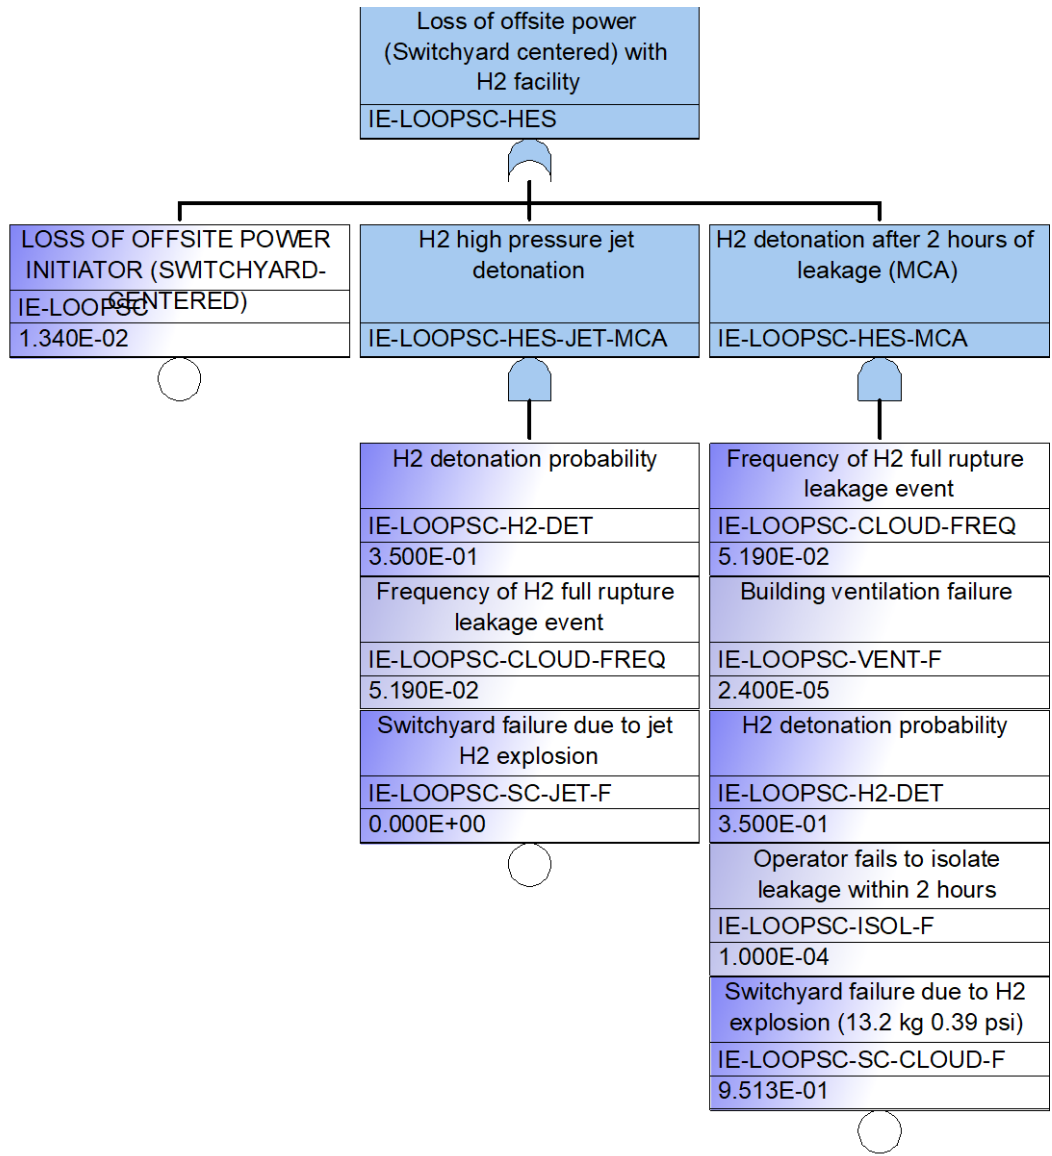 Loss of offsite power
(Switchyard centered) with
H2 facility
IE-LOOPSC-HES
LOSS OF OFFSITE POWER
INITIATOR (SWITCHYARD-
CENTERED)
IE-LOOPSC
1.340E-02
H2 high pressure jet
detonation
IE-LOOPSC-HES-JET-MCA
H2 detonation after 2 hours of
leakage (MCA)
IE-LOOPSC-HES-MCA
H2 detonation probability
IE-LOOPSC-H2-DET
3.500E-01
Frequency of H2 full rupture
leakage event
IE-LOOPSC-CLOUD-FREQ
5.190E-02
Switchyard failure due to jet
H2 explosion
IE-LOOPSC-SC-JET-F
0.000E+00
Frequency of H2 full rupture
leakage event
IE-LOOPSC-CLOUD-FREQ
5.190E-02
Building ventilation failure
IE-LOOPSC-VENT-F
2.400E-05
H2 detonation probability
IE-LOOPSC-H2-DET
3.500E-01
Operator fails to isolate
leakage within 2 hours
IE-LOOPSC-ISOL-F
1.000E-04
Switchyard failure due to H2
explosion (13.2 kg 0.39 psi)
IE-LOOPSC-SC-CLOUD-F
9.513E-01